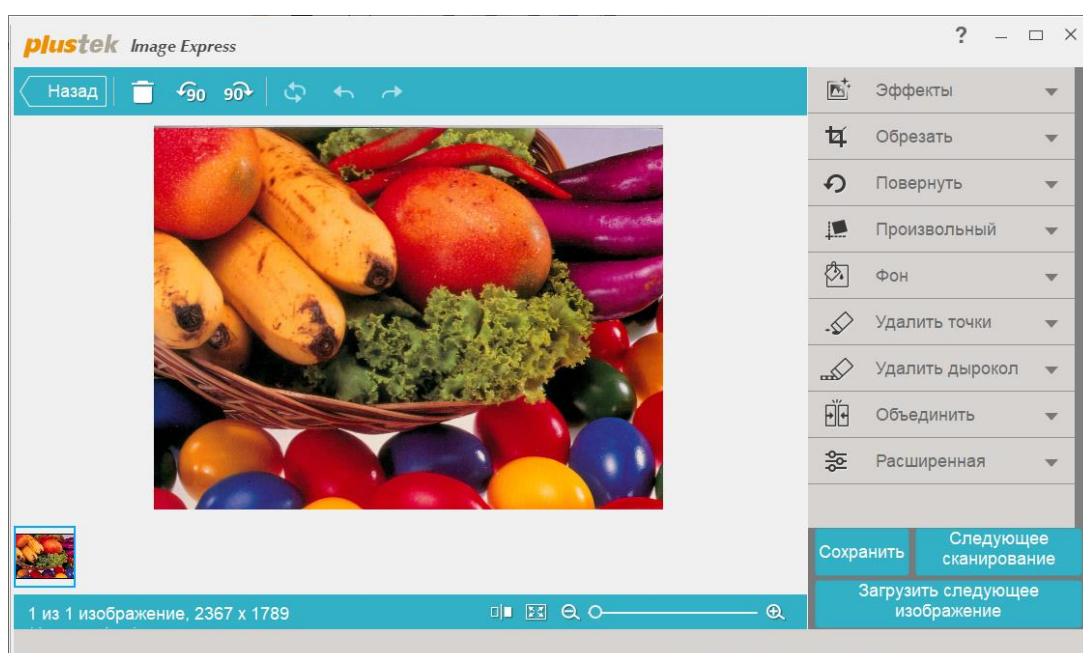 plustek Image Express
?
Назад
90 90
Эффекты
Обрезать
Повернуть
Произвольный
Фон
Удалить точки
Удалить дырокол
Объединить
Расширенная
Сохранить
Следующее
сканирование
Загрузить следующее
изображение
1 из 1 изображение, 2367 x 1789